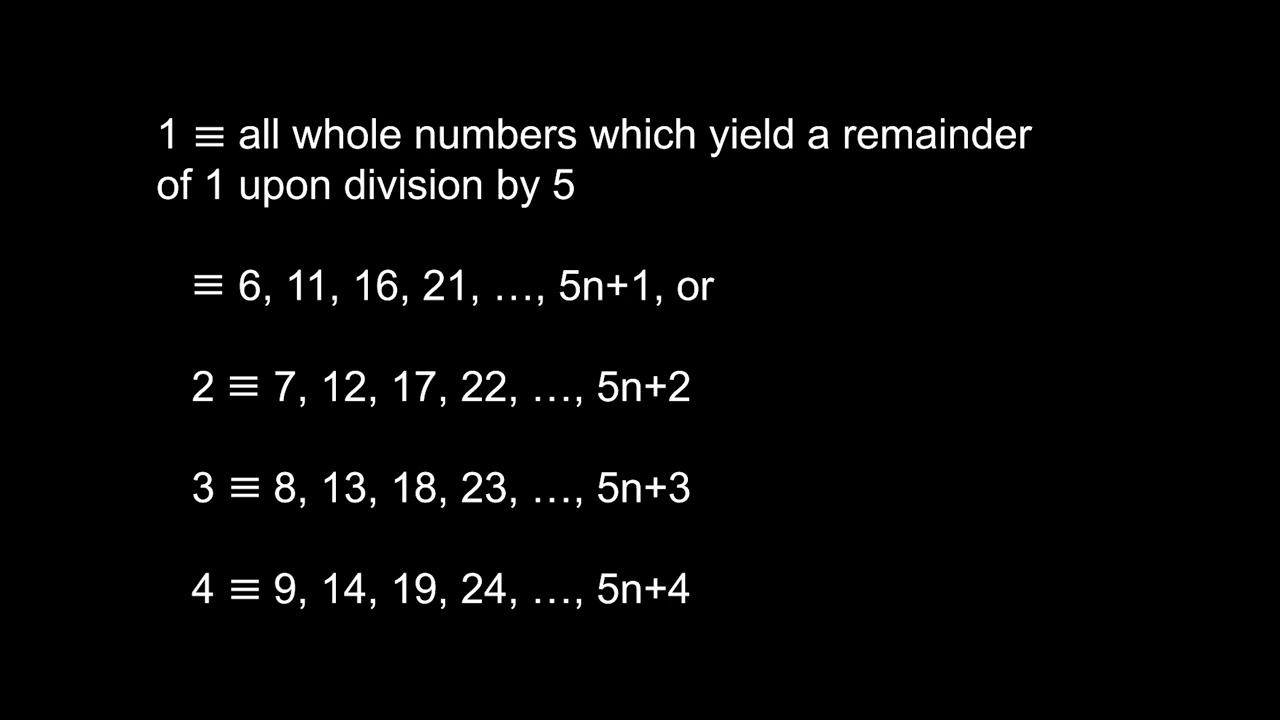 1 ≡ all whole numbers which yield a remainder
of 1 upon division by 5
≡ 6, 11, 16, 21, …, 5n+1, or
2 ≡ 7, 12, 17, 22, …, 5n+2
3 ≡ 8, 13, 18, 23, …, 5n+3
4 ≡ 9, 14, 19, 24, …, 5n+4